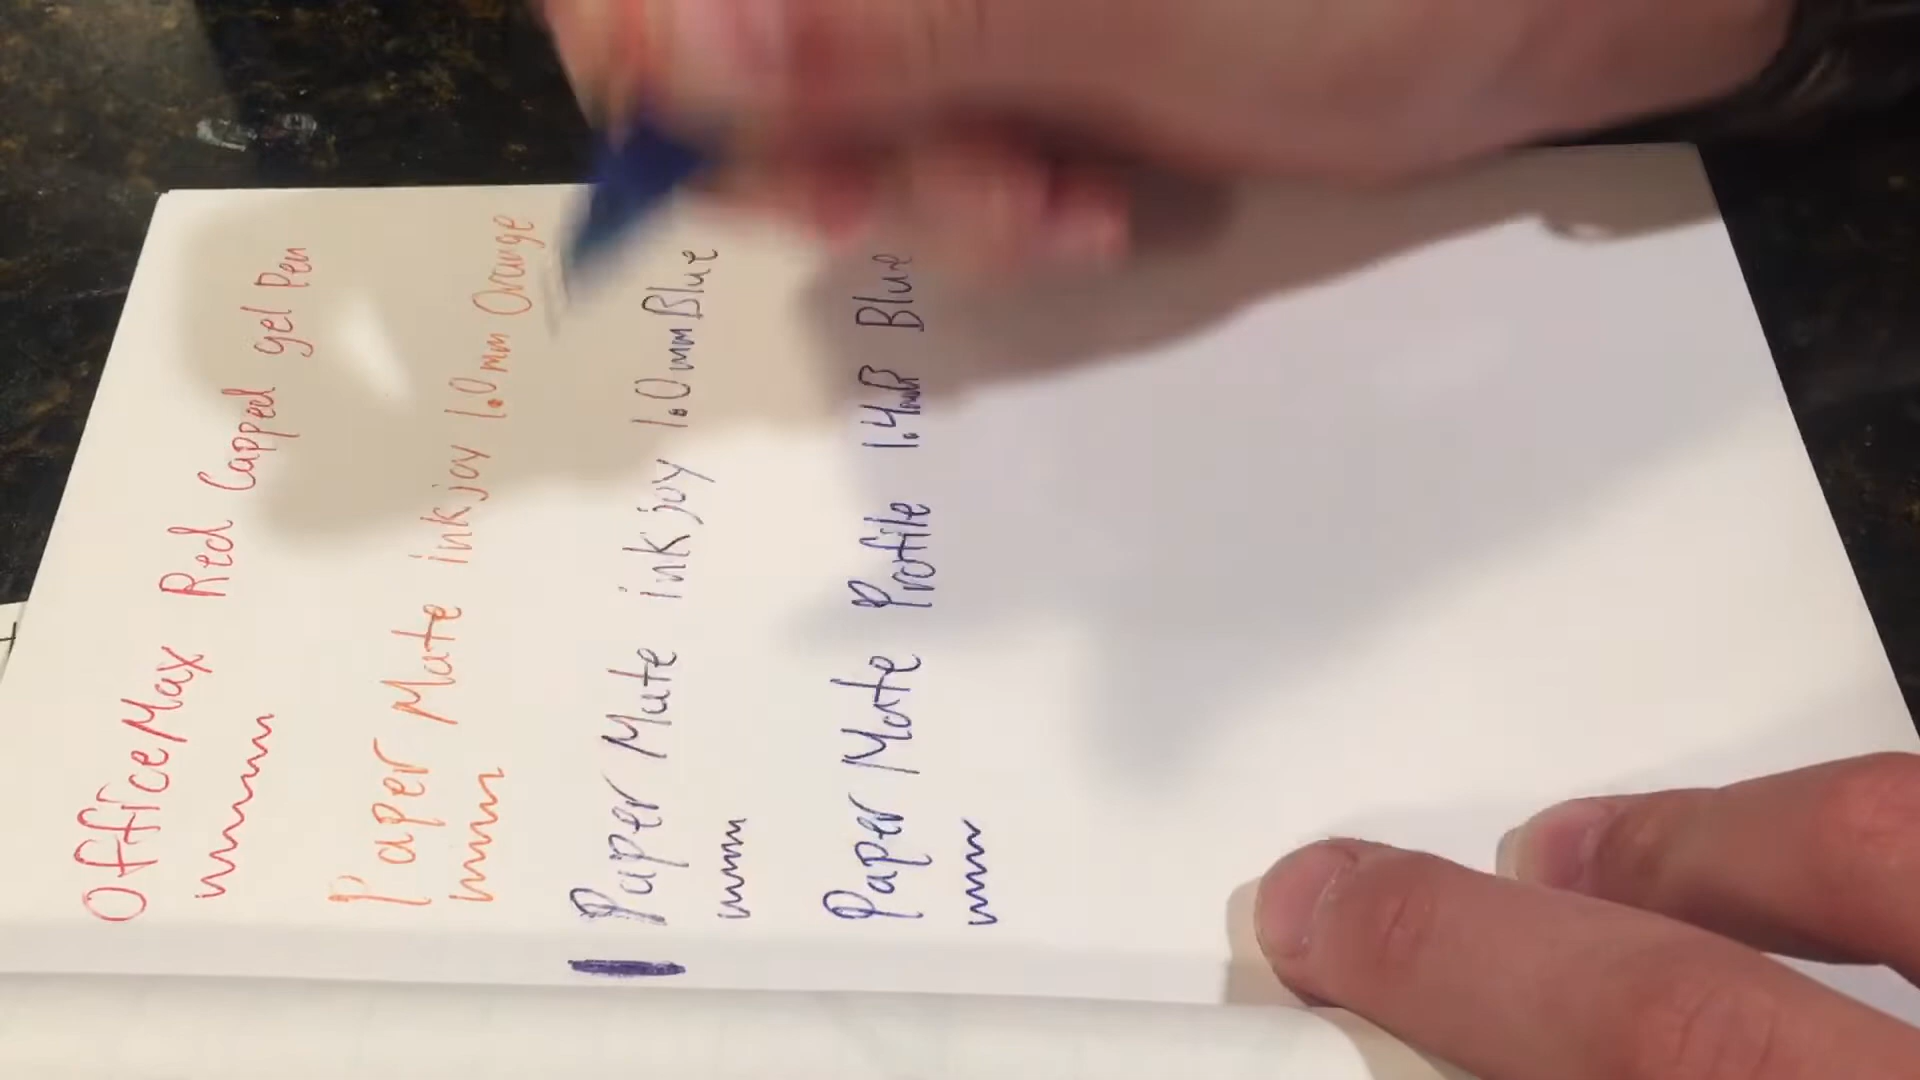 OfficeMax Red Capped gel Pen
Paper Mate inkjoy 1.0mm Orange
Paper Mate inkjoy 1.0mm Blue
Paper Mate Profile Blue